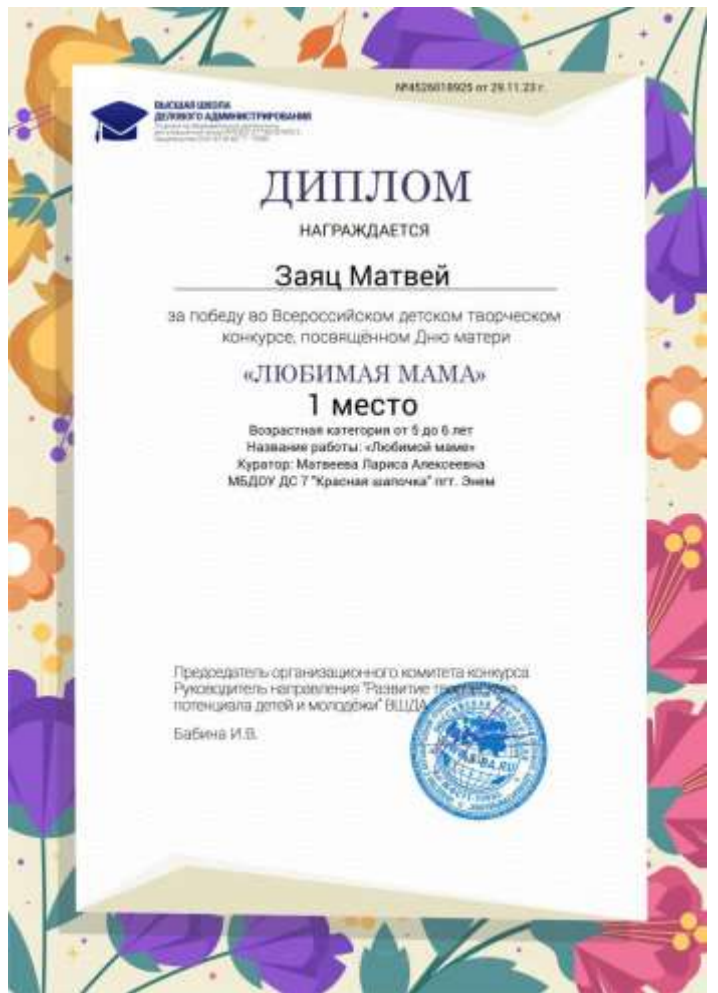 №4526018925 от 29.11.23 г.
ВЫСШАЯ ШКОЛА
ДЕЛОВОГО АДМИНИСТРИРОВАНИЯ
ДИПЛОМ
НАГРАЖДАЕТСЯ
Заяц Матвей
за победу во Всероссийском детском творческом
конкурсе, посвящённом Дню матери
«ЛЮБИМАЯ МАМА»
1 место
Возрастная категория от 5 до 6 лет
Название работы: «Любимой маме»
Куратор: Матвеева Лариса Алексеевна
МБДОУ ДС 7 "Красная шапочка" пгт. Энем
Председатель организационного комитета конкурса
Руководитель направления "Развитие творческого
потенциала детей и молодёжи" ВШДА
Бабина И.В.